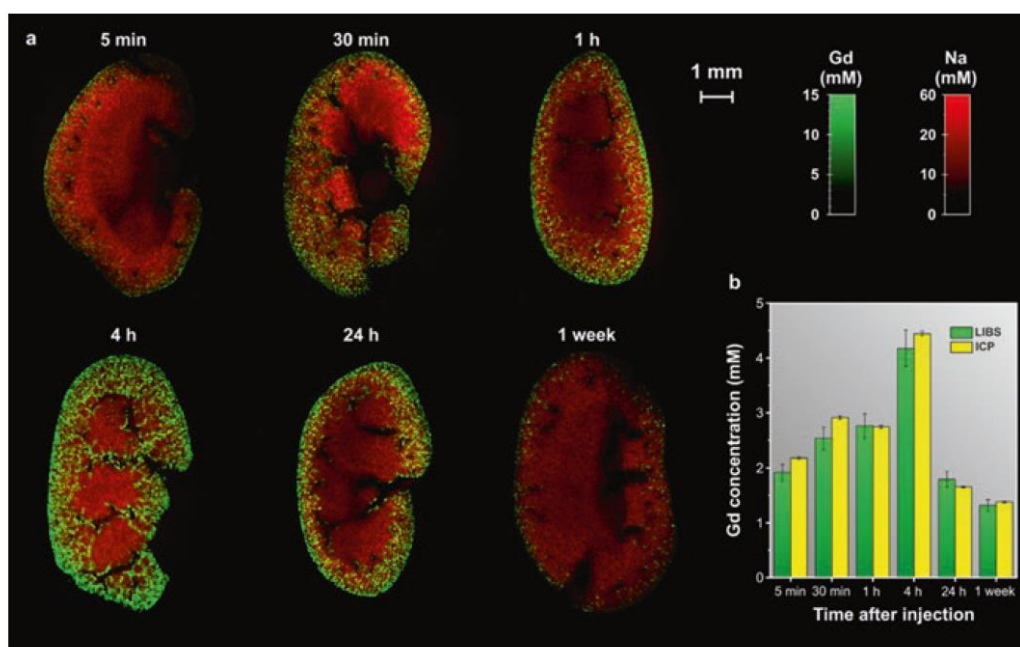 a
5 min
30 min
1 h
1 mm
Gd
(mM)
15
10
5
0
Na
(mM)
60
20
10
0
4 h
24 h
1 week
b
5
4
3
2
1
0
Gd concentration (mM)
LIBS
ICP
5 min 30 min 1 h 4 h 24 h 1 week
Time after injection